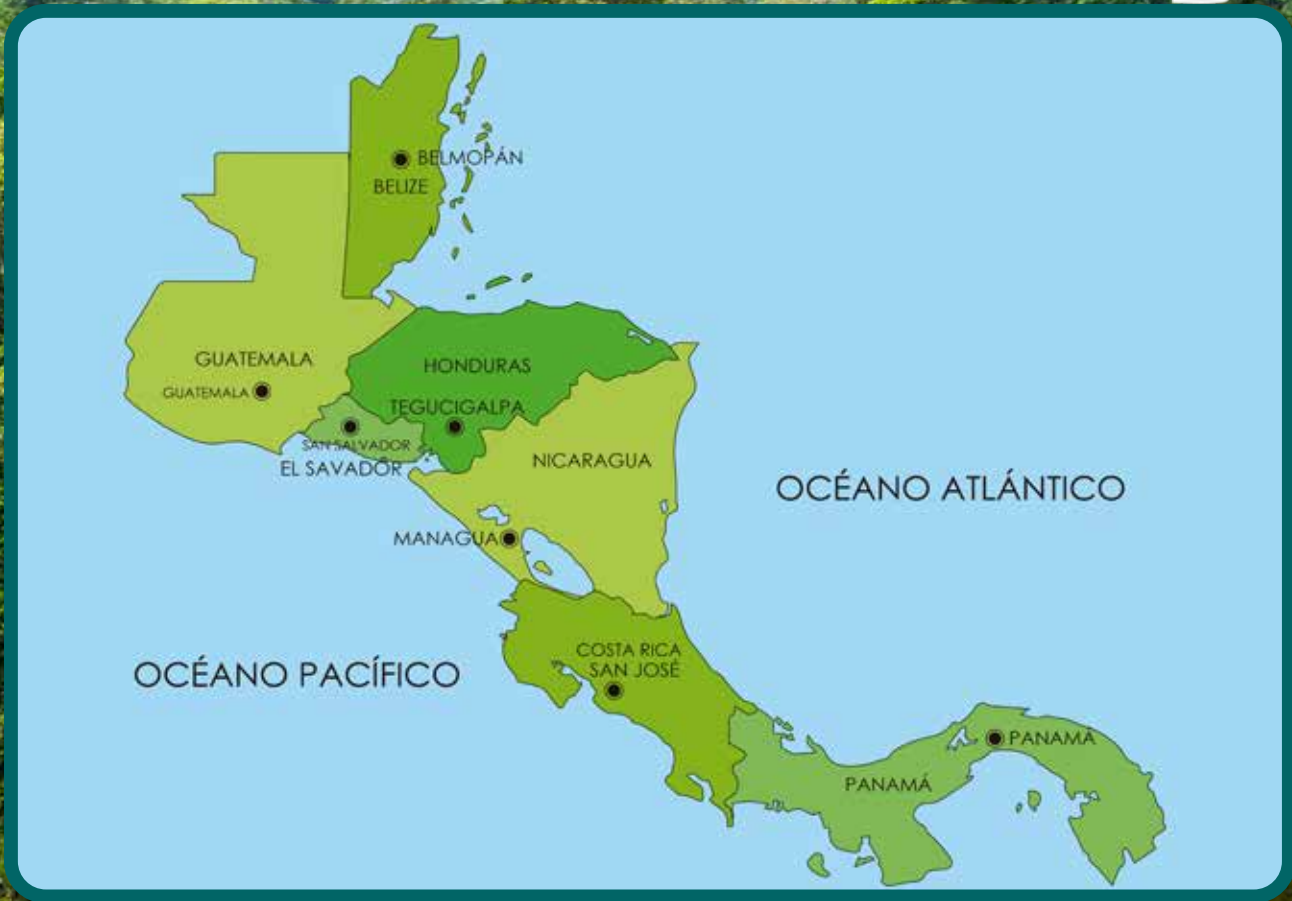 BELMOPÁN
BELIZE
GUATEMALA
GUATEMALA
HONDURAS
TEGUCIGALPA
SAN SALVADOR
EL SAVADOR
NICARAGUA
MANAGUA
OCÉANO ATLÁNTICO
COSTA RICA
SAN JOSÉ
OCÉANO PACÍFICO
PANAMÁ
PANAMÁ